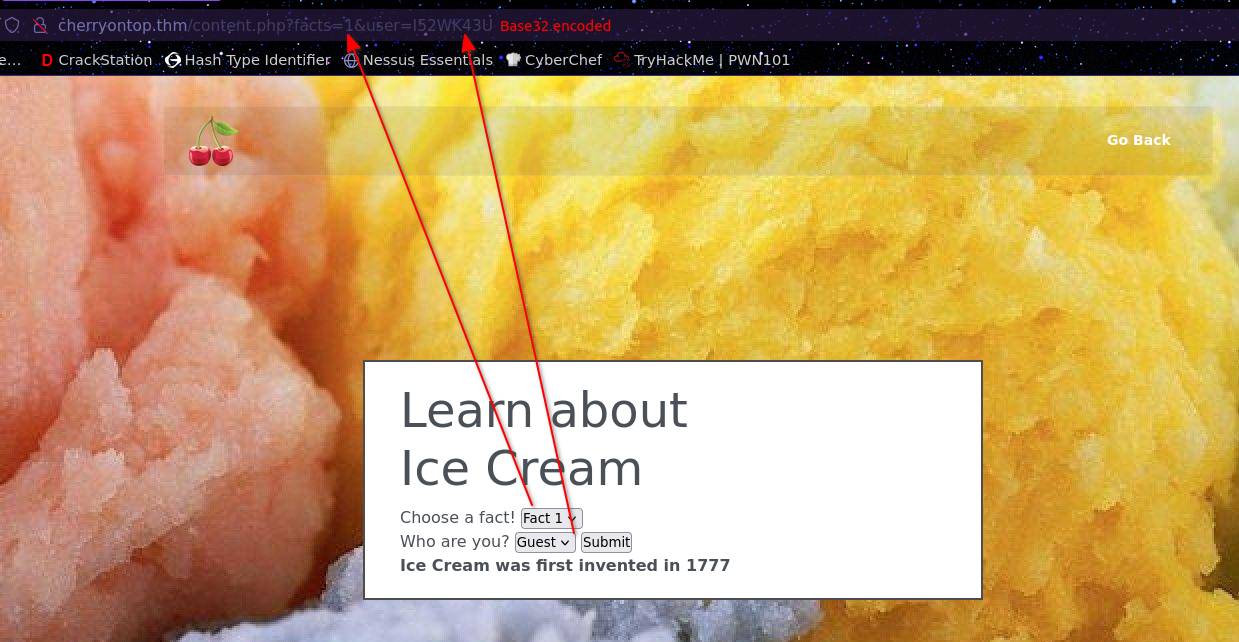 cherryontop.thm/content.php?facts=1&user=I52WK43U Base32 encoded
e... CrackStation Hash Type Identifier Nessus Essentials CyberChef TryHackMe | PWN101
Go Back
Learn about
Ice Cream
Choose a fact! Fact 1
Who are you? Guest Submit
Ice Cream was first invented in 1777